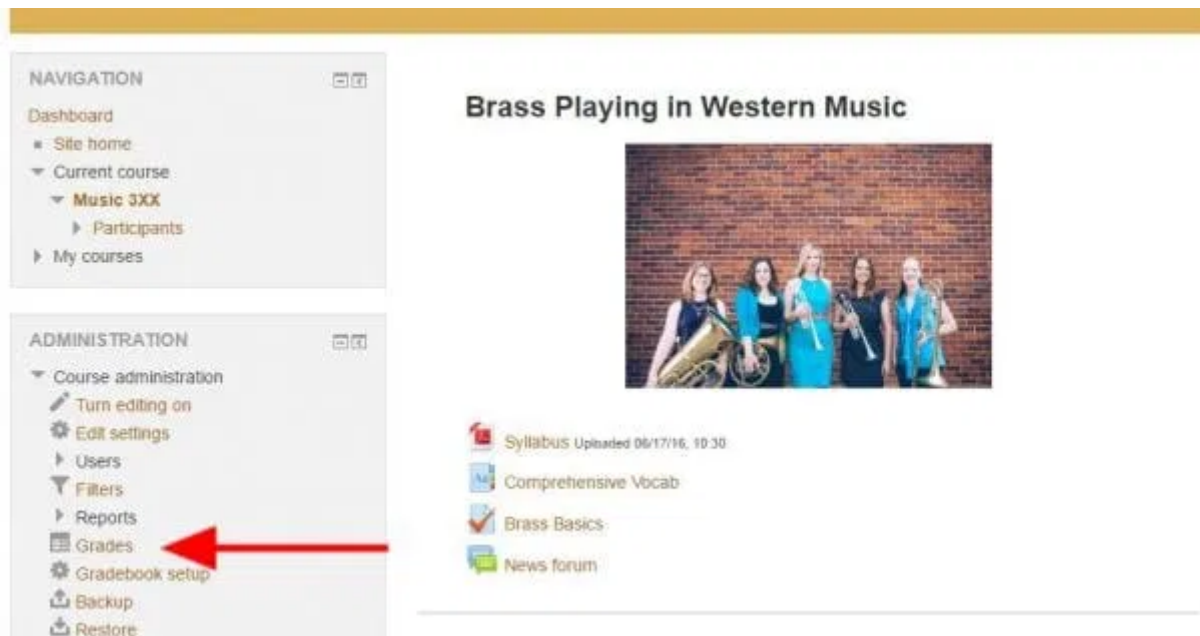 NAVIGATION
Dashboard
Site home
Current course
Music 3XX
Participants
My courses
ADMINISTRATION
Course administration
Turn editing on
Edit settings
Users
Filters
Reports
Grades
Gradebook setup
Backup
Restore
Brass Playing in Western Music
Syllabus Uploaded 06/17/16, 10:30
Comprehensive Vocab
Brass Basics
News forum